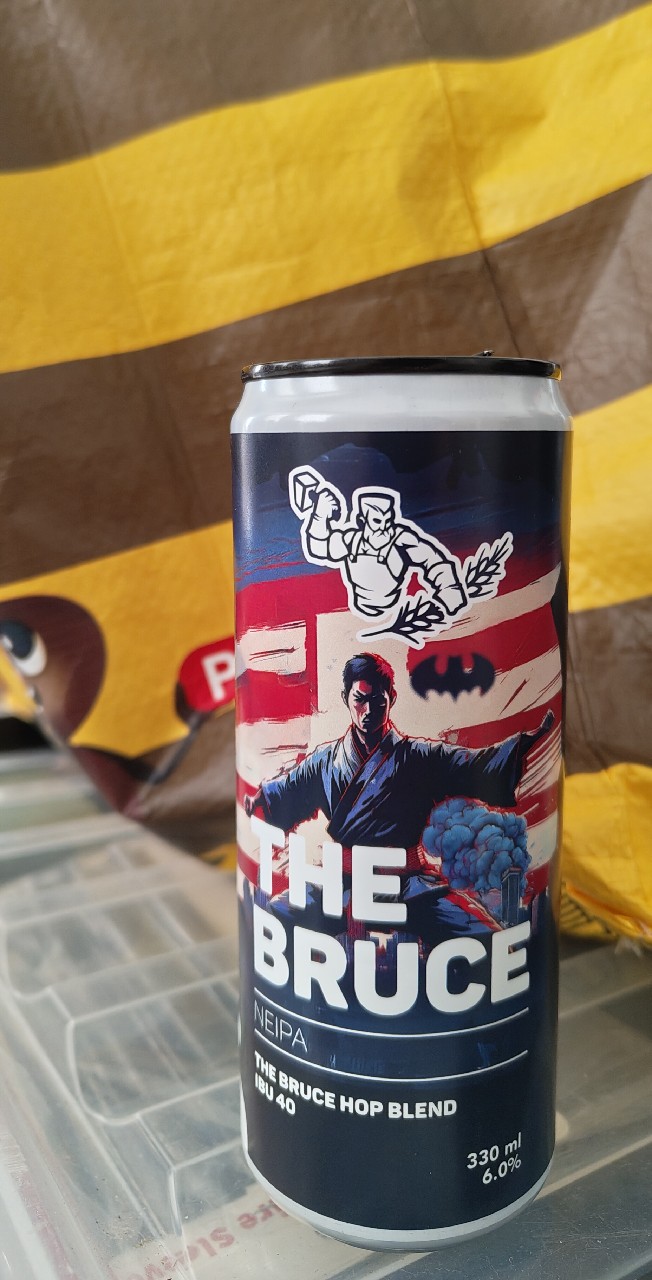 P
THE
BRUCE
NEIPA
THE BRUCE HOP BLEND
IBU 40
330 ml
6.0%